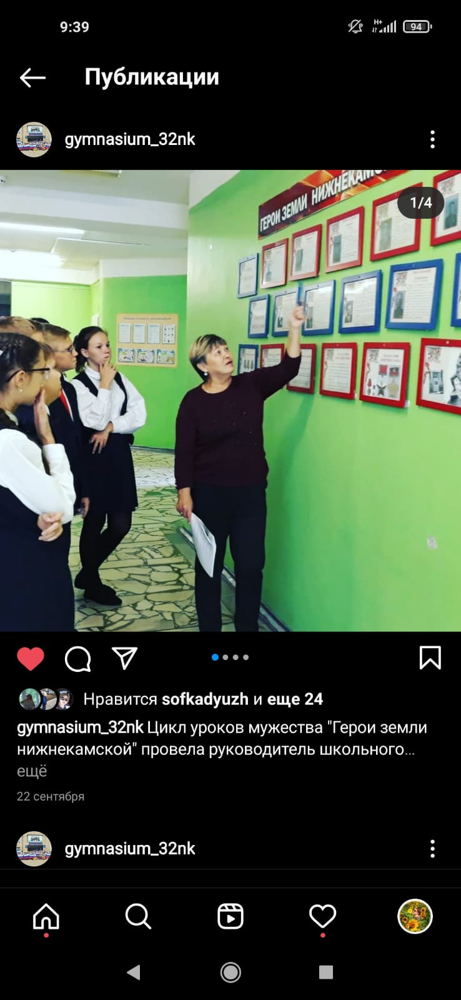 9:39
H+
94
Публикации
gymnasium_32nk
ГЕРОИ ЗЕМЛИ НИЖНЕКАМС
1/4
Нравится sofkadyuzh и еще 24
gymnasium_32nk Цикл уроков мужества "Герои земли
нижнекамской" провела руководитель школьного...
ещё
22 сентября
gymnasium_32nk